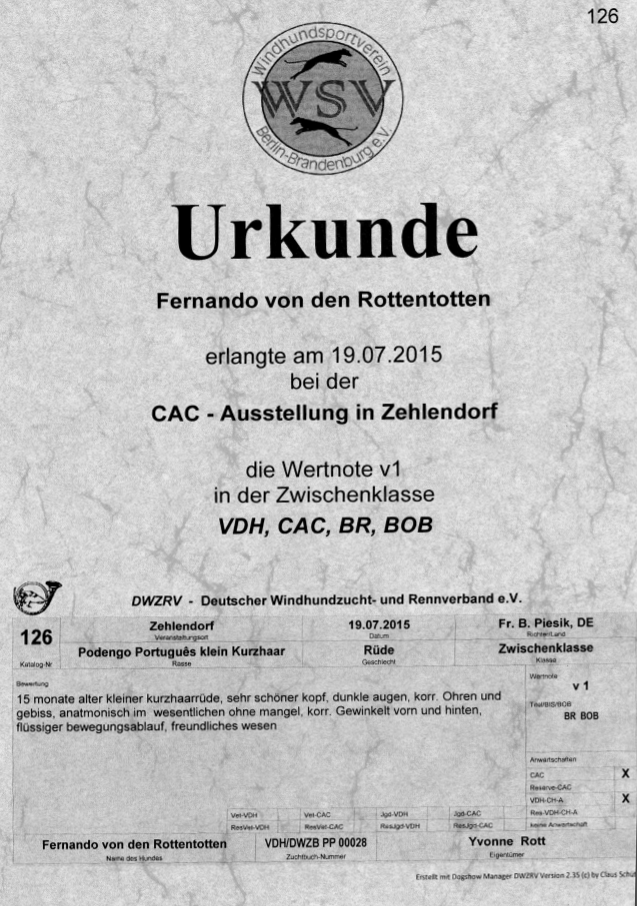 126
Windhundsportverein
WSV
Berlin-Brandenburg e.V.
Urkunde
Fernando von den Rottentotten
erlangte am 19.07.2015
bei der
CAC - Ausstellung in Zehlendorf
die Wertnote v1
in der Zwischenklasse
VDH, CAC, BR, BOB
DWZRV - Deutscher Windhundzucht- und Rennverband e.V.
126
Katalog-Nr
Zehlendorf
Veranstaltungsort
19.07.2015
Datum
Fr. B. Piesik, DE
Richter/Land
Podengo Português klein Kurzhaar
Rasse
Rüde
Geschlecht
Zwischenklasse
Klasse
Bewertung
15 monate alter kleiner kurzhaarrüde, sehr schöner kopf, dunkle augen, korr. Ohren und
gebiss, anatmonisch im wesentlichen ohne mangel, korr. Gewinkelt vorn und hinten,
flüssiger bewegungsablauf, freundliches wesen
Wertnote
v 1
Titel/BIS/BOB
BR BOB
Anwartschaften
CAC X
Reserve-CAC
VDH-CH-A X
Res-VDH-CH-A
keine Anwartschaft
Vet-VDH Vet-CAC Jgd-VDH Jgd-CAC
ResVet-VDH ResVet-CAC ResJgd-VDH ResJgd-CAC
Fernando von den Rottentotten
Name des Hundes
VDH/DWZB PP 00028
Zuchtbuch-Nummer
Yvonne Rott
Eigentümer
Erstellt mit Dogshow Manager DWZRV Version 2.35 (c) by Claus Schü